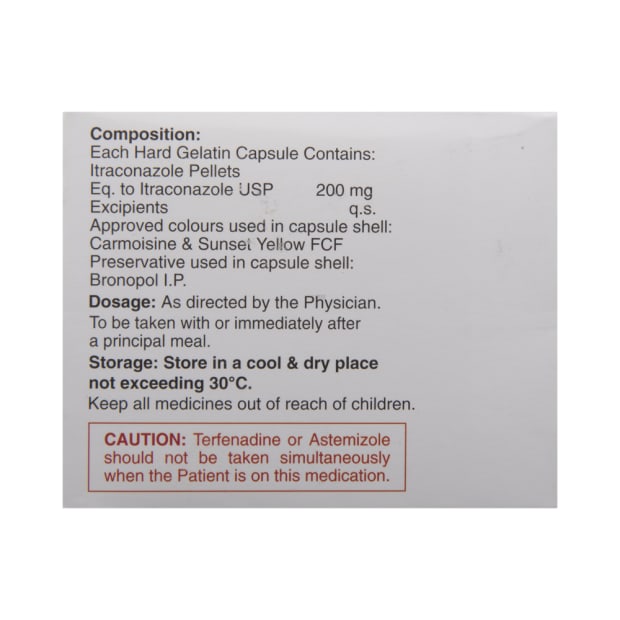 Composition:
Each Hard Gelatin Capsule Contains:
Itraconazole Pellets
Eq. to Itraconazole USP 200 mg
Excipients q.s.
Approved colours used in capsule shell:
Carmoisine & Sunset Yellow FCF
Preservative used in capsule shell:
Bronopol I.P.
Dosage: As directed by the Physician.
To be taken with or immediately after
a principal meal.
Storage: Store in a cool & dry place
not exceeding 30°C.
Keep all medicines out of reach of children.
CAUTION: Terfenadine or Astemizole
should not be taken simultaneously
when the Patient is on this medication.